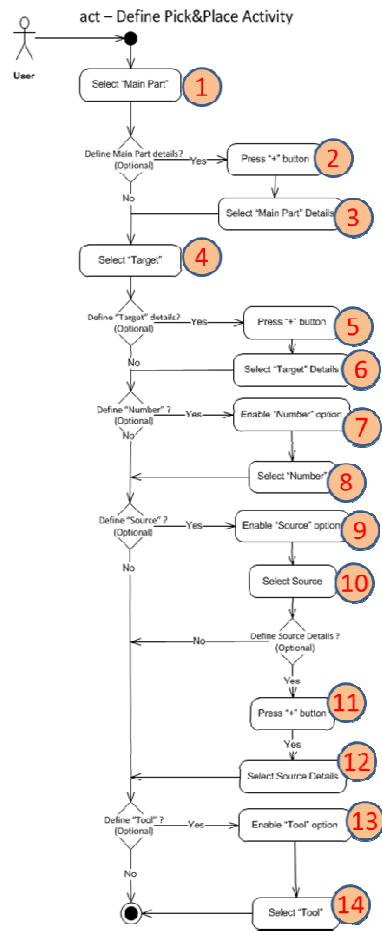 act – Define Pick&Place Activity
User
Select "Main Part"
1
Define Main Part details?
(Optional)
Yes
Press "+" button
2
No
Select "Main Part" Details
3
Select "Target"
4
Define "Target" details?
(Optional)
Yes
Press "+" button
5
No
Select "Target" Details
6
Define "Number" ?
(Optional)
Yes
Enable "Number" option
7
No
Select "Number"
8
Define "Source" ?
(Optional)
Yes
Enable "Source" option
9
No
Select Source
10
Define Source Details ?
(Optional)
No
Yes
Press "+" button
11
Yes
Select Source Details
12
Define "Tool" ?
(Optional)
Yes
Enable "Tool" option
13
No
Select "Tool"
14